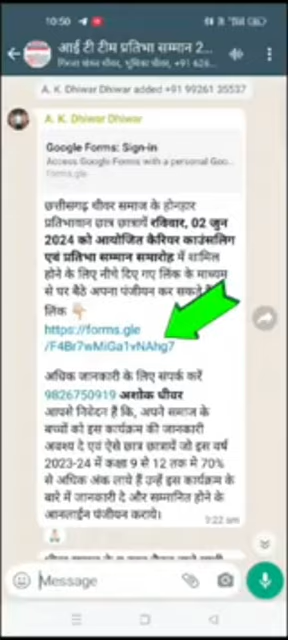 10:50
आई टी टीम प्रतिभा सम्मान 2...
A. K. Dhiwar Dhiwar added +91 99261 35537
A. K. Dhiwar Dhiwar
Google Forms: Sign-in
Access Google Forms with a personal Goo...
forms.gle
छत्तीसगढ़ धीवर समाज के होनहार
प्रतिभावान छात्र छात्रायें रविवार, 02 जुन
2024 को आयोजित कैरियर काउंसलिंग
एवं प्रतिभा सम्मान समारोह में शामिल
होने के लिए नीचे दिए गए लिंक के माध्यम
से घर बैठे अपना पंजीयन कर सकते
लिंक 👇
https://forms.gle
/F4Br7wMiGa1vNAhg7
अधिक जानकारी के लिए संपर्क करें
9826750919 अशोक धीवर
आपसे निवेदन है कि, अपने समाज के
बच्चों को इस कार्यक्रम की जानकारी
अवश्य दे एवं ऐसे छात्र छात्रायें जो इस वर्ष
2023-24 में कक्षा 9 से 12 तक मे 70%
से अधिक अंक लाये हैं उन्हें इस कार्यक्रम के
बारे में जानकारी दे और सम्मानित होने के
आनलाईन पंजीयन करायें।
9:22 am
Message